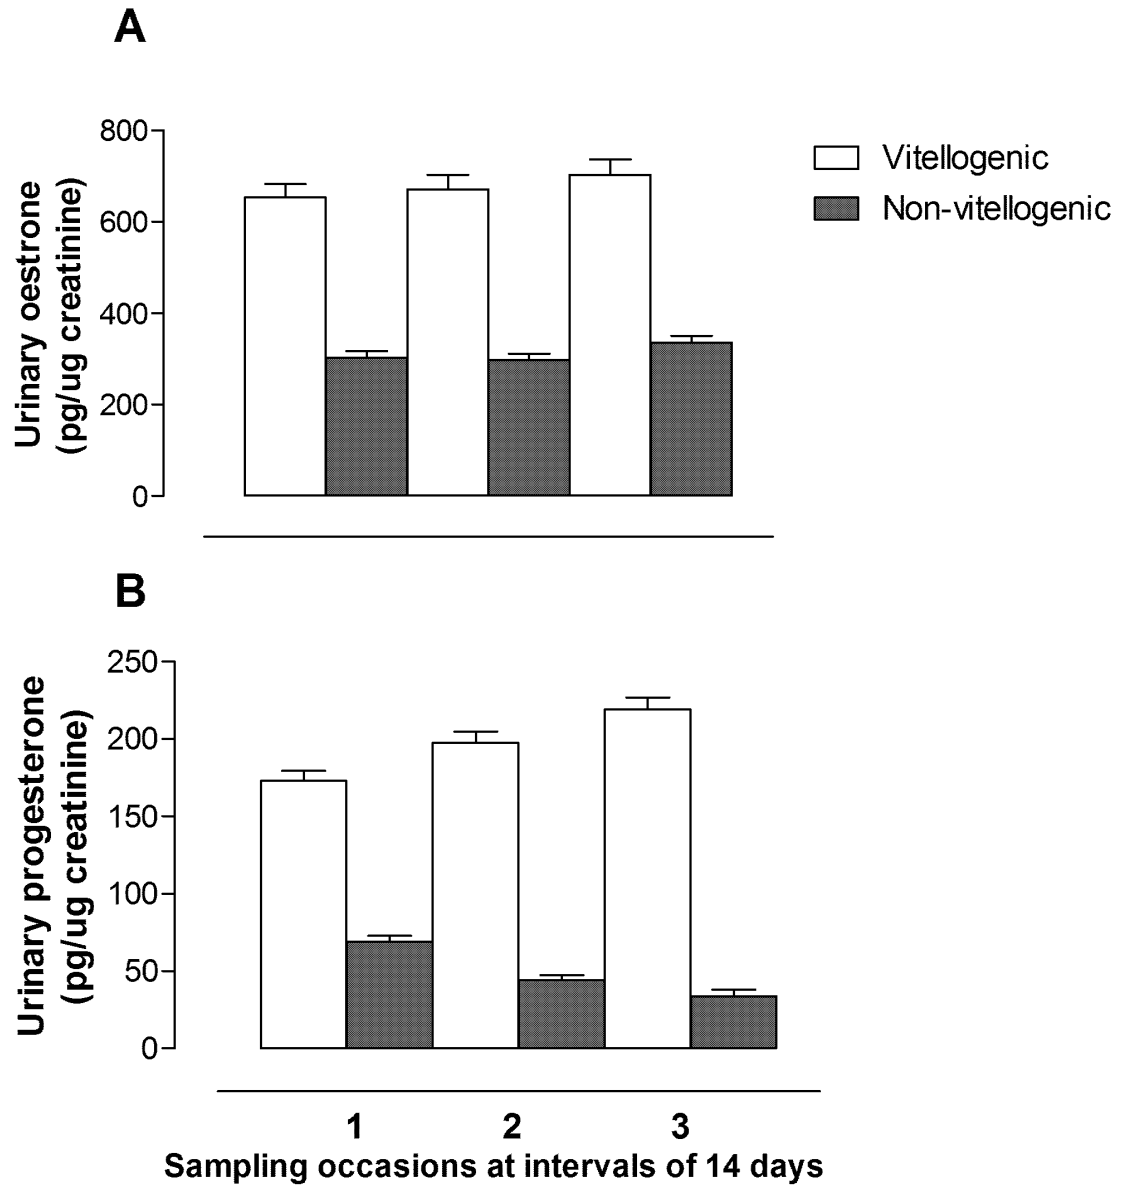 A
Urinary oestrone
(pg/ug creatinine)
800
600
400
200
0
Vitellogenic
Non-vitellogenic
B
Urinary progesterone
(pg/ug creatinine)
250
200
150
100
50
0
1 2 3
Sampling occasions at intervals of 14 days